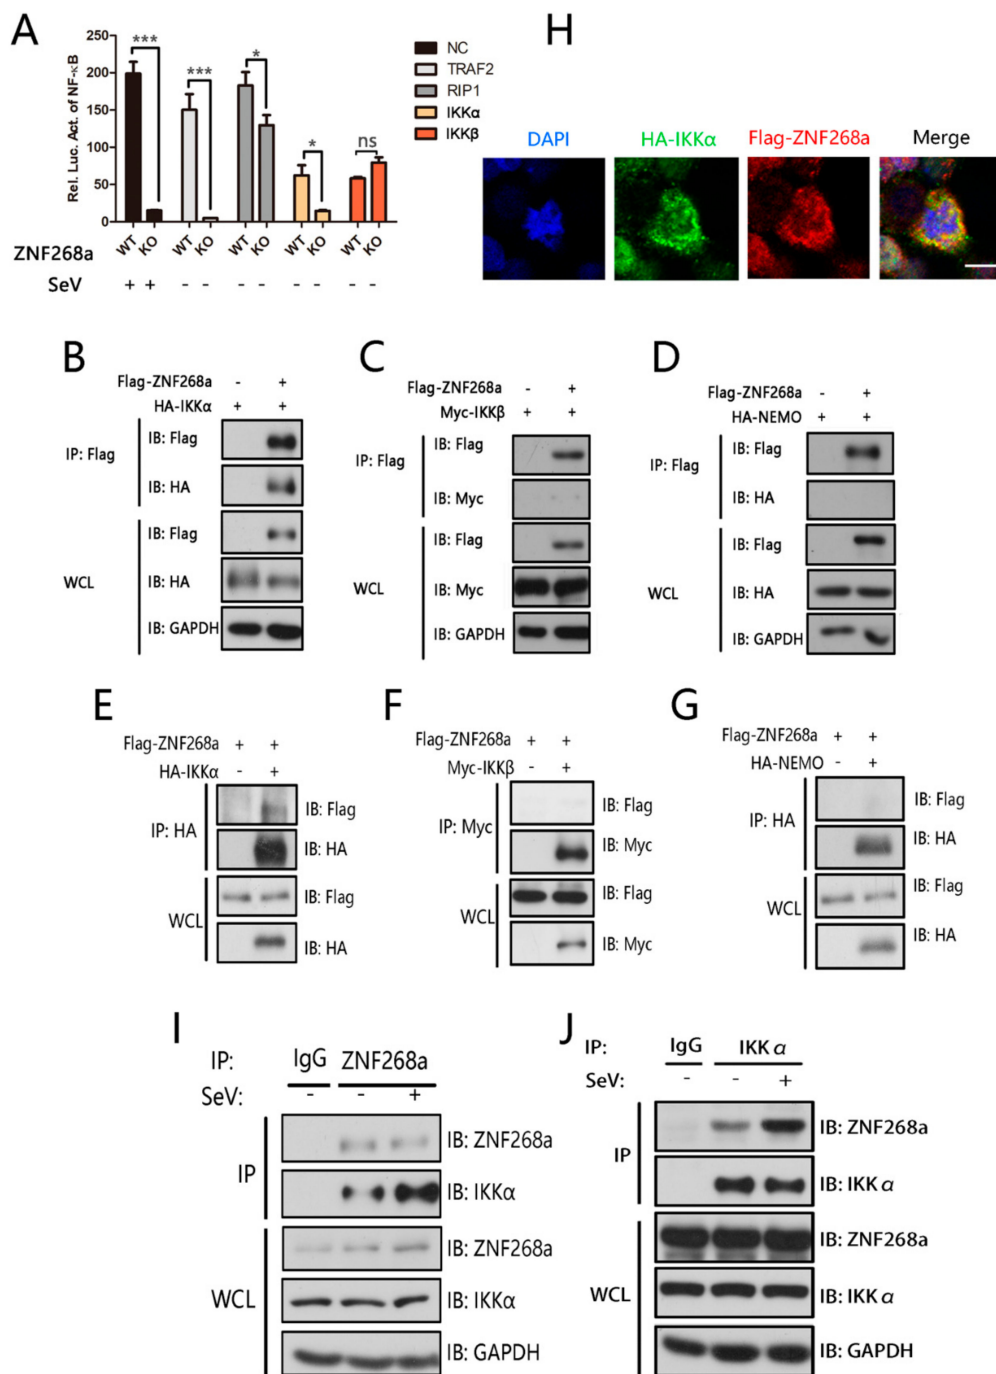 A
Rel. Luc. Act. of NF-κB
250
200
150
100
50
0
***
***
*
*
ns
NC
TRAF2
RIP1
IKKα
IKKβ
WT KO WT KO WT KO WT KO WT KO
ZNF268a
SeV + + - - - - - - - -
H
DAPI HA-IKKα Flag-ZNF268a Merge
B
Flag-ZNF268a - +
HA-IKKα + +
IP: Flag
IB: Flag
IB: HA
WCL
IB: Flag
IB: HA
IB: GAPDH
C
Flag-ZNF268a - +
Myc-IKKβ + +
IP: Flag
IB: Flag
IB: Myc
WCL
IB: Flag
IB: Myc
IB: GAPDH
D
Flag-ZNF268a - +
HA-NEMO + +
IP: Flag
IB: Flag
IB: HA
WCL
IB: Flag
IB: HA
IB: GAPDH
E
Flag-ZNF268a + +
HA-IKKα - +
IP: HA
IB: Flag
IB: HA
WCL
IB: Flag
IB: HA
F
Flag-ZNF268a + +
Myc-IKKβ - +
IP: Myc
IB: Flag
IB: Myc
WCL
IB: Flag
IB: Myc
G
Flag-ZNF268a + +
HA-NEMO - +
IP: HA
IB: Flag
IB: HA
WCL
IB: Flag
IB: HA
I
IP: IgG ZNF268a
SeV: - - +
IP
IB: ZNF268a
IB: IKKα
WCL
IB: ZNF268a
IB: IKKα
IB: GAPDH
J
IP: IgG IKK α
SeV: - - +
IP
IB: ZNF268a
IB: IKK α
WCL
IB: ZNF268a
IB: IKK α
IB: GAPDH